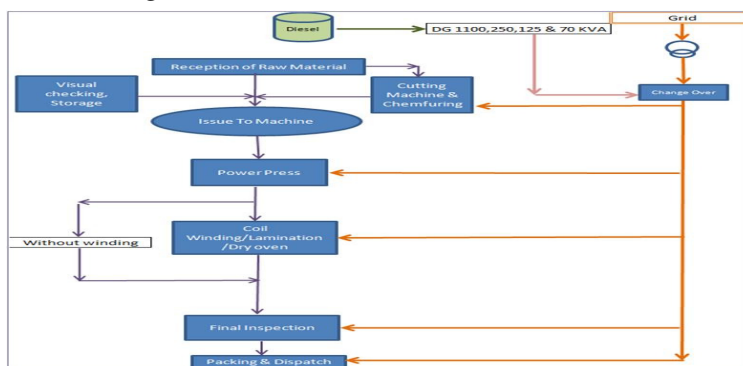 Grid
Diesel
DG 1100,250,125 & 70 KVA
Reception of Raw Material
Visual
checking,
Storage
Cutting
Machine &
Chemfuring
Change Over
Issue To Machine
Power Press
Without winding
Coil
Winding/Lamination
/Dry oven
Final Inspection
Packing & Dispatch